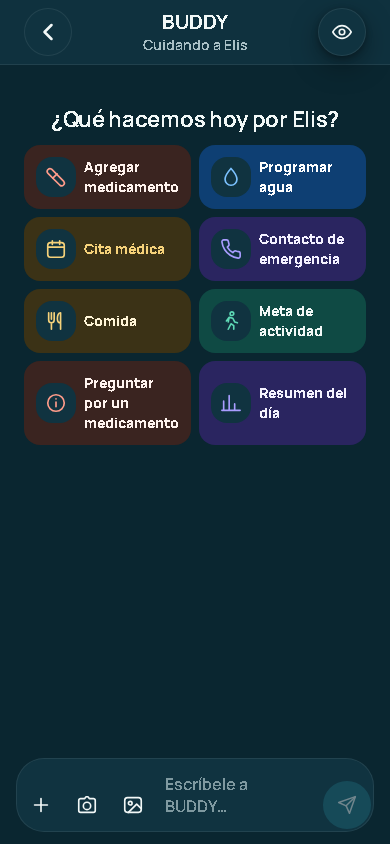 BUDDY
Cuidando a Elis
¿Qué hacemos hoy por Elis?
Agregar
medicamento
Programar
agua
Cita médica
Contacto de
emergencia
Comida
Meta de
actividad
Preguntar
por un
medicamento
Resumen del
día
Escríbele a
BUDDY…